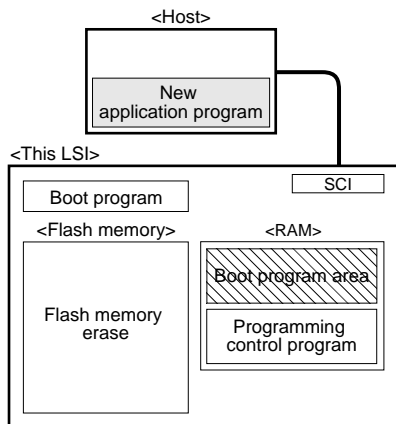 <Host>
New
application program
<This LSI>
SCI
Boot program
<Flash memory>
<RAM>
Flash memory
erase
Boot program area
Programming
control program